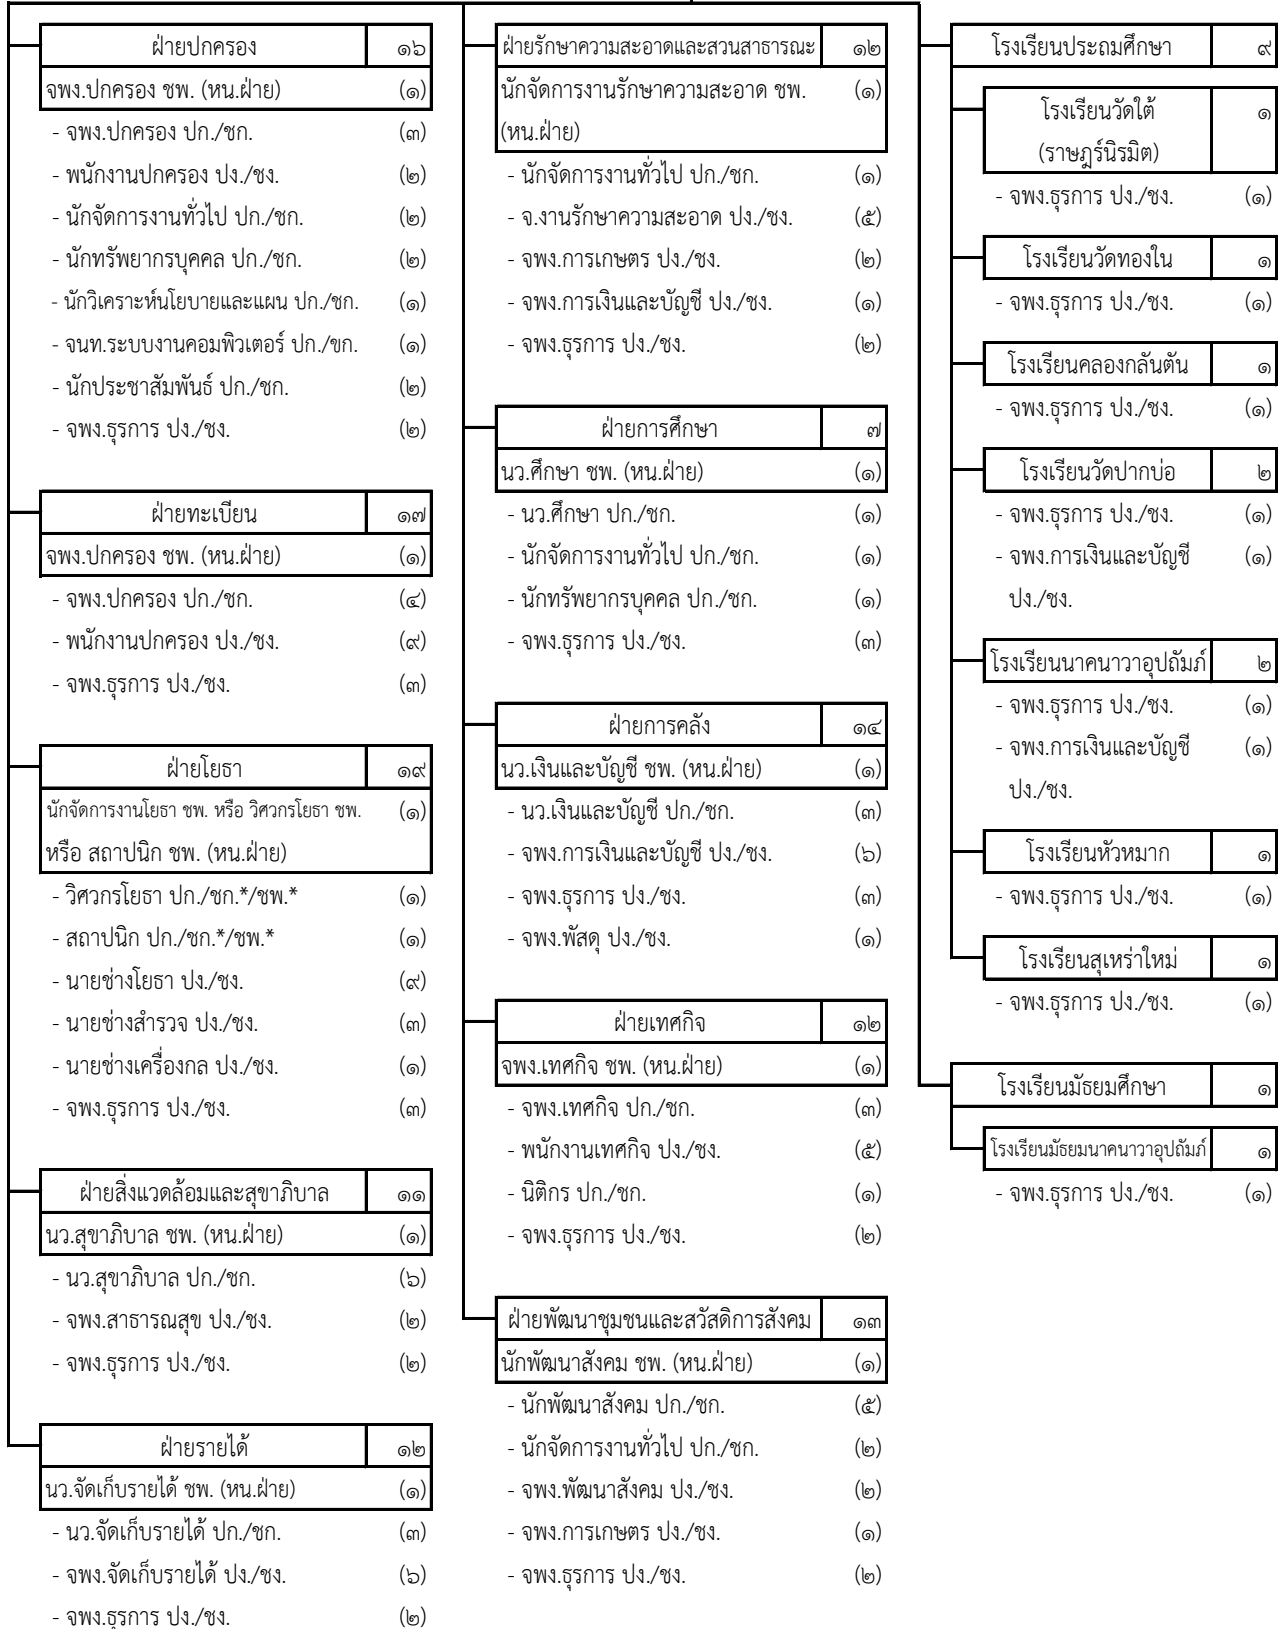 ฝ่ายปกครอง ๑๖
จพง.ปกครอง ชพ. (หน.ฝ่าย) (๑)
- จพง.ปกครอง ปก./ชก. (๓)
- พนักงานปกครอง ปง./ชง. (๒)
- นักจัดการงานทั่วไป ปก./ชก. (๒)
- นักทรัพยากรบุคคล ปก./ชก. (๒)
- นักวิเคราะห์นโยบายและแผน ปก./ชก. (๑)
- จนท.ระบบงานคอมพิวเตอร์ ปก./ขก. (๑)
- นักประชาสัมพันธ์ ปก./ชก. (๒)
- จพง.ธุรการ ปง./ชง. (๒)
ฝ่ายทะเบียน ๑๗
จพง.ปกครอง ชพ. (หน.ฝ่าย) (๑)
- จพง.ปกครอง ปก./ชก. (๔)
- พนักงานปกครอง ปง./ชง. (๙)
- จพง.ธุรการ ปง./ชง. (๓)
ฝ่ายโยธา ๑๙
นักจัดการงานโยธา ชพ. หรือ วิศวกรโยธา ชพ. (๑)
หรือ สถาปนิก ชพ. (หน.ฝ่าย)
- วิศวกรโยธา ปก./ชก.*/ชพ.* (๑)
- สถาปนิก ปก./ชก.*/ชพ.* (๑)
- นายช่างโยธา ปง./ชง. (๙)
- นายช่างสำรวจ ปง./ชง. (๓)
- นายช่างเครื่องกล ปง./ชง. (๑)
- จพง.ธุรการ ปง./ชง. (๓)
ฝ่ายสิ่งแวดล้อมและสุขาภิบาล ๑๑
นว.สุขาภิบาล ชพ. (หน.ฝ่าย) (๑)
- นว.สุขาภิบาล ปก./ชก. (๖)
- จพง.สาธารณสุข ปง./ชง. (๒)
- จพง.ธุรการ ปง./ชง. (๒)
ฝ่ายรายได้ ๑๒
นว.จัดเก็บรายได้ ชพ. (หน.ฝ่าย) (๑)
- นว.จัดเก็บรายได้ ปก./ชก. (๓)
- จพง.จัดเก็บรายได้ ปง./ชง. (๖)
- จพง.ธุรการ ปง./ชง. (๒)
ฝ่ายรักษาความสะอาดและสวนสาธารณะ ๑๒
นักจัดการงานรักษาความสะอาด ชพ. (๑)
(หน.ฝ่าย)
- นักจัดการงานทั่วไป ปก./ชก. (๑)
- จ.งานรักษาความสะอาด ปง./ชง. (๕)
- จพง.การเกษตร ปง./ชง. (๒)
- จพง.การเงินและบัญชี ปง./ชง. (๑)
- จพง.ธุรการ ปง./ชง. (๒)
ฝ่ายการศึกษา ๗
นว.ศึกษา ชพ. (หน.ฝ่าย) (๑)
- นว.ศึกษา ปก./ชก. (๑)
- นักจัดการงานทั่วไป ปก./ชก. (๑)
- นักทรัพยากรบุคคล ปก./ชก. (๑)
- จพง.ธุรการ ปง./ชง. (๓)
ฝ่ายการคลัง ๑๔
นว.เงินและบัญชี ชพ. (หน.ฝ่าย) (๑)
- นว.เงินและบัญชี ปก./ชก. (๓)
- จพง.การเงินและบัญชี ปง./ชง. (๖)
- จพง.ธุรการ ปง./ชง. (๓)
- จพง.พัสดุ ปง./ชง. (๑)
ฝ่ายเทศกิจ ๑๒
จพง.เทศกิจ ชพ. (หน.ฝ่าย) (๑)
- จพง.เทศกิจ ปก./ชก. (๓)
- พนักงานเทศกิจ ปง./ชง. (๕)
- นิติกร ปก./ชก. (๑)
- จพง.ธุรการ ปง./ชง. (๒)
ฝ่ายพัฒนาชุมชนและสวัสดิการสังคม ๑๓
นักพัฒนาสังคม ชพ. (หน.ฝ่าย) (๑)
- นักพัฒนาสังคม ปก./ชก. (๕)
- นักจัดการงานทั่วไป ปก./ชก. (๒)
- จพง.พัฒนาสังคม ปง./ชง. (๒)
- จพง.การเกษตร ปง./ชง. (๑)
- จพง.ธุรการ ปง./ชง. (๒)
โรงเรียนประถมศึกษา ๙
โรงเรียนวัดใต้ ๑
(ราษฎร์นิรมิต)
- จพง.ธุรการ ปง./ชง. (๑)
โรงเรียนวัดทองใน ๑
- จพง.ธุรการ ปง./ชง. (๑)
โรงเรียนคลองกลันตัน ๑
- จพง.ธุรการ ปง./ชง. (๑)
โรงเรียนวัดปากบ่อ ๒
- จพง.ธุรการ ปง./ชง. (๑)
- จพง.การเงินและบัญชี (๑)
ปง./ชง.
โรงเรียนนาคนาวาอุปถัมภ์ ๒
- จพง.ธุรการ ปง./ชง. (๑)
- จพง.การเงินและบัญชี (๑)
ปง./ชง.
โรงเรียนหัวหมาก ๑
- จพง.ธุรการ ปง./ชง. (๑)
โรงเรียนสุเหร่าใหม่ ๑
- จพง.ธุรการ ปง./ชง. (๑)
โรงเรียนมัธยมศึกษา ๑
โรงเรียนมัธยมนาคนาวาอุปถัมภ์ ๑
- จพง.ธุรการ ปง./ชง. (๑)